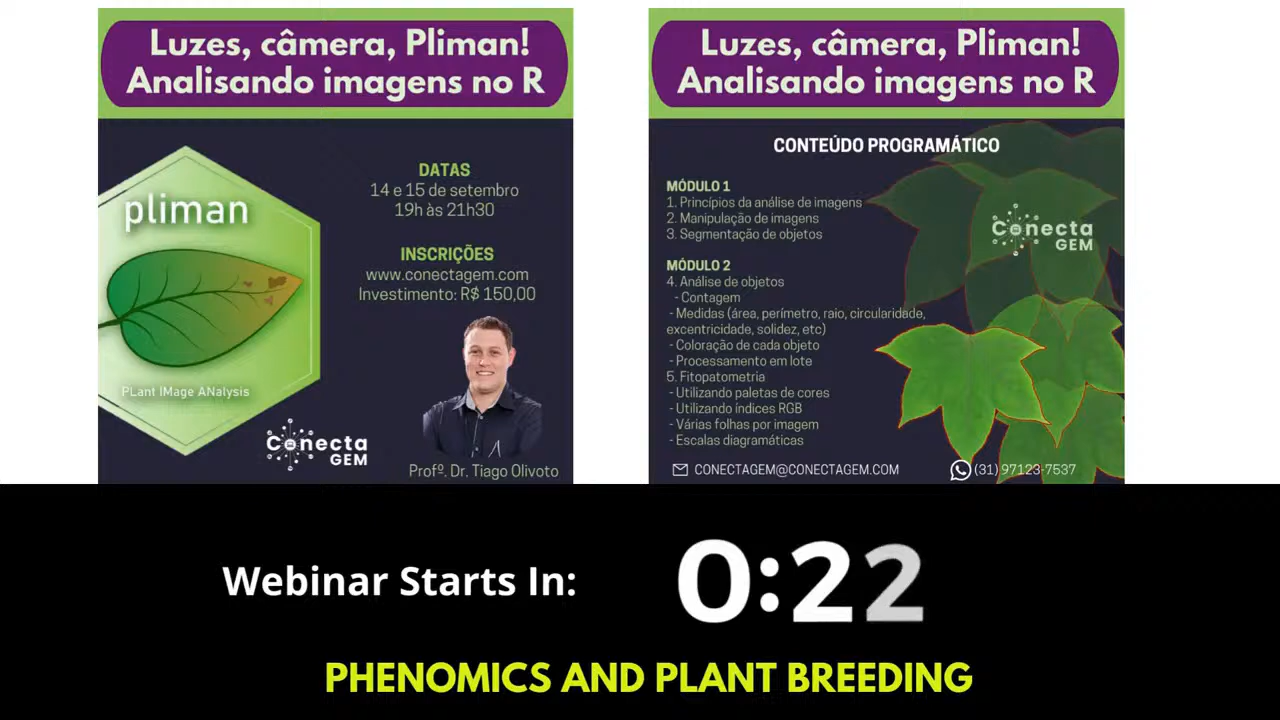 Luzes, câmera, Pliman!
Analisando imagens no R
pliman
PLant IMage ANalysis
DATAS
14 e 15 de setembro
19h às 21h30
INSCRIÇÕES
www.conectagem.com
Investimento: R$ 150,00
Conecta
GEM
Profº. Dr. Tiago Olivoto
Luzes, câmera, Pliman!
Analisando imagens no R
CONTEÚDO PROGRAMÁTICO
MÓDULO 1
1. Princípios da análise de imagens
2. Manipulação de imagens
3. Segmentação de objetos
Conecta
GEM
MÓDULO 2
4. Análise de objetos
- Contagem
- Medidas (área, perímetro, raio, circularidade,
excentricidade, solidez, etc)
- Coloração de cada objeto
- Processamento em lote
5. Fitopatometria
- Utilizando paletas de cores
- Utilizando índices RGB
- Várias folhas por imagem
- Escalas diagramáticas
CONECTAGEM@CONECTAGEM.COM
(31) 97123-7537
Webinar Starts In:
0:22
PHENOMICS AND PLANT BREEDING